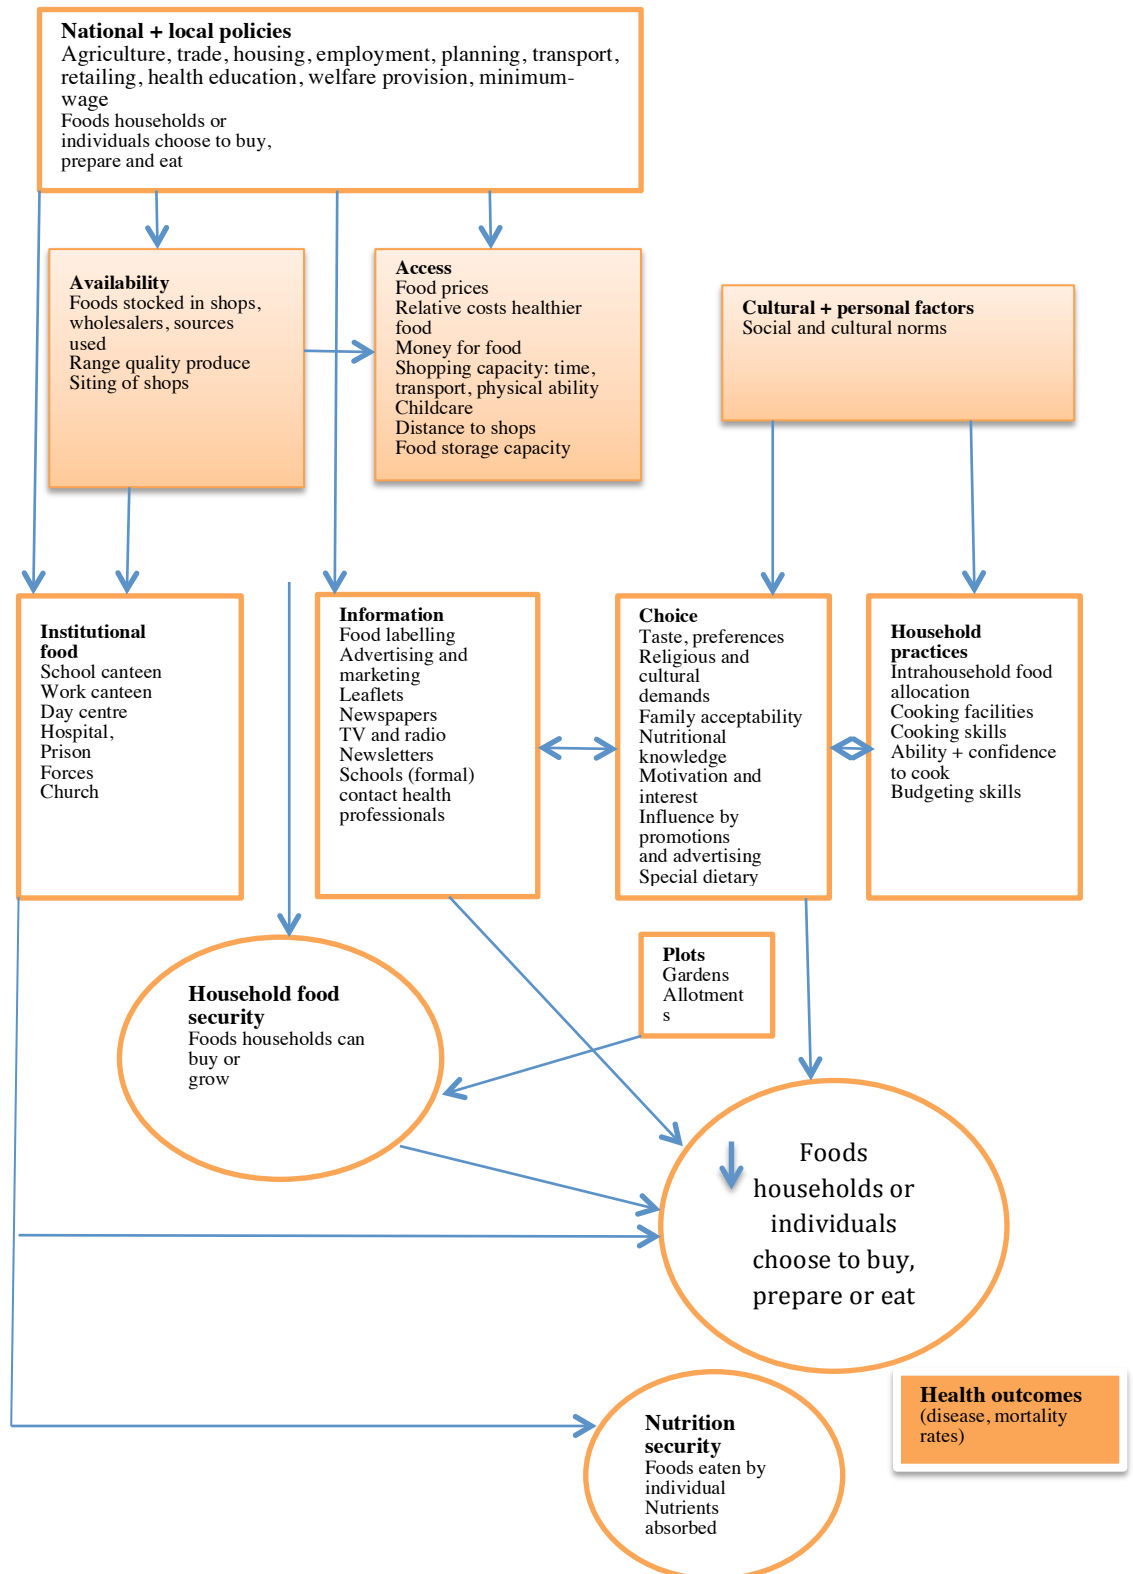 National + local policies
Agriculture, trade, housing, employment, planning, transport,
retailing, health education, welfare provision, minimum-
wage
Foods households or
individuals choose to buy,
prepare and eat
Availability
Foods stocked in shops,
wholesalers, sources
used
Range quality produce
Siting of shops
Access
Food prices
Relative costs healthier
food
Money for food
Shopping capacity: time,
transport, physical ability
Childcare
Distance to shops
Food storage capacity
Cultural + personal factors
Social and cultural norms
Institutional
food
School canteen
Work canteen
Day centre
Hospital,
Prison
Forces
Church
Information
Food labelling
Advertising and
marketing
Leaflets
Newspapers
TV and radio
Newsletters
Schools (formal)
contact health
professionals
Choice
Taste, preferences
Religious and
cultural
demands
Family acceptability
Nutritional
knowledge
Motivation and
interest
Influence by
promotions
and advertising
Special dietary
Household
practices
Intrahousehold food
allocation
Cooking facilities
Cooking skills
Ability + confidence
to cook
Budgeting skills
Household food
security
Foods households can
buy or
grow
Plots
Gardens
Allotment
s
Foods
households or
individuals
choose to buy,
prepare or eat
Health outcomes
(disease, mortality
rates)
Nutrition
security
Foods eaten by
individual
Nutrients
absorbed